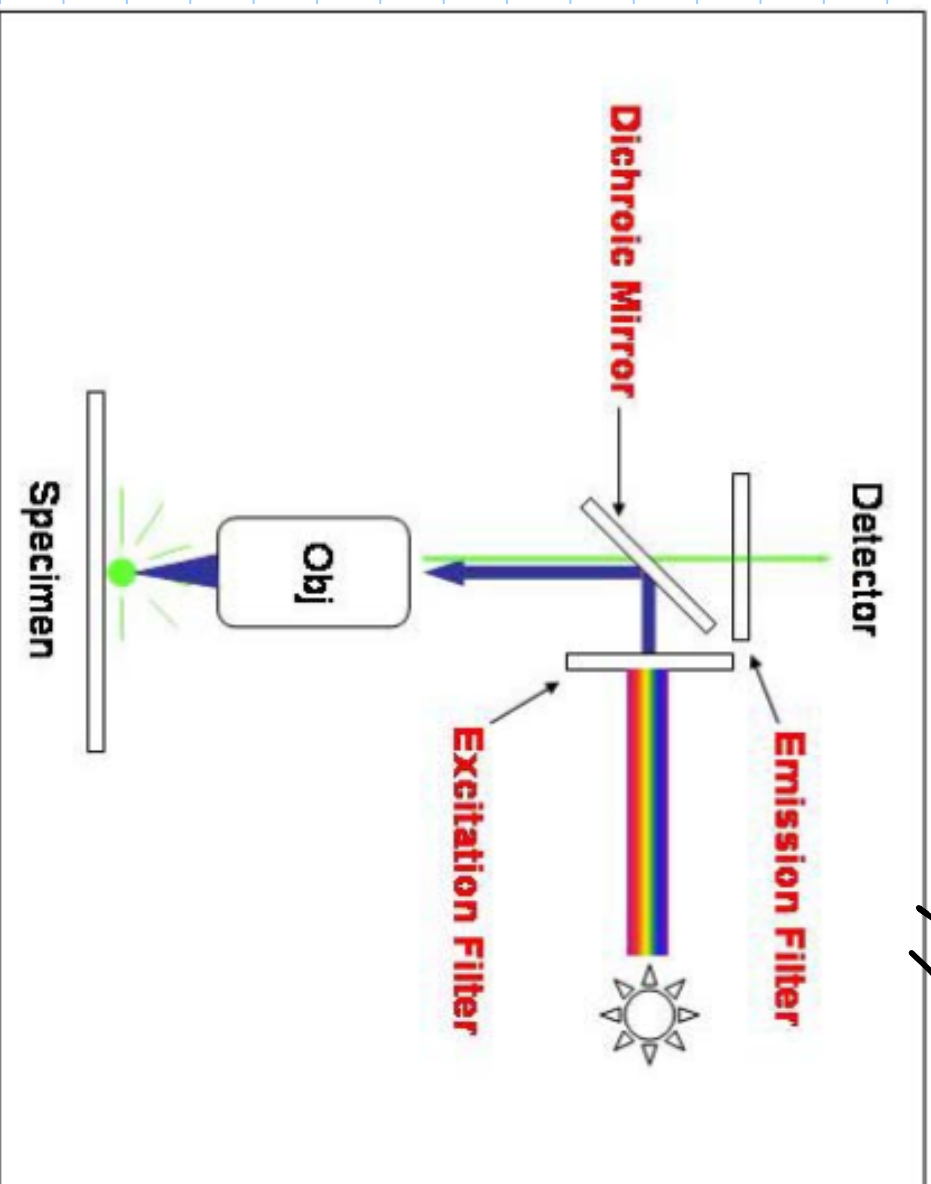 Detector
Emission Filter
Dichroic Mirror
Excitation Filter
Obj
Specimen